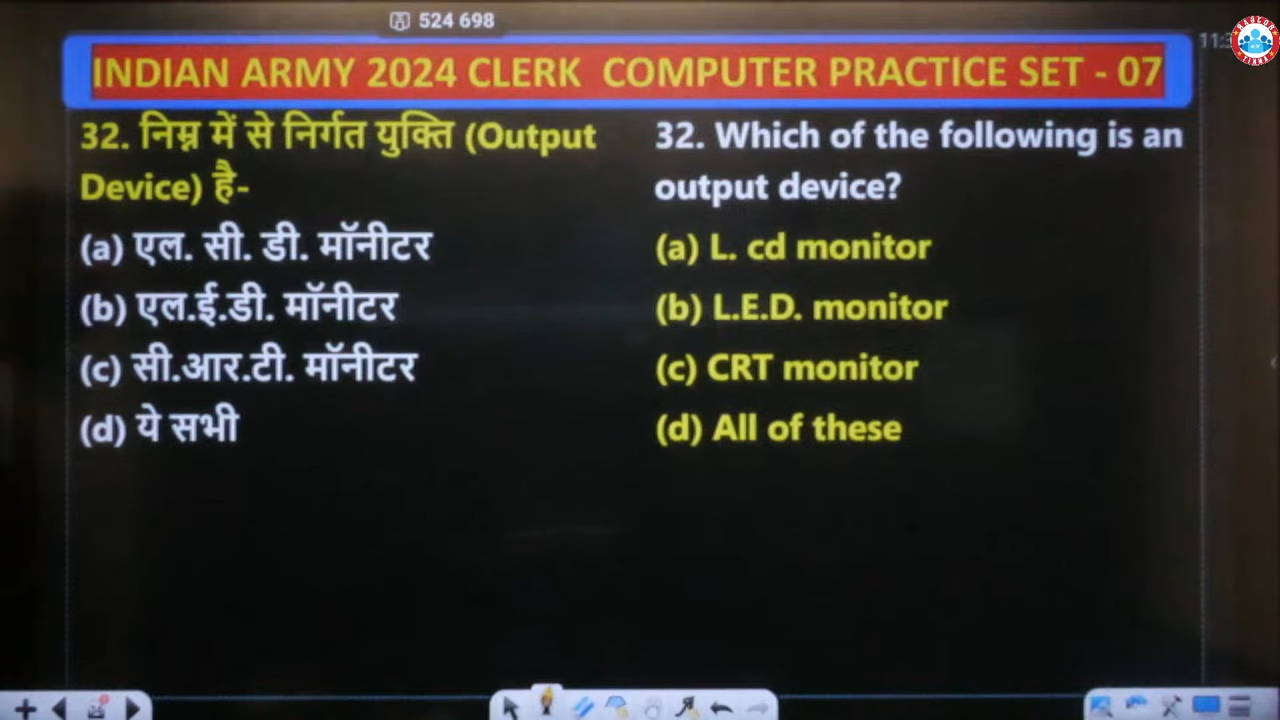 524 698
INDIAN ARMY 2024 CLERK COMPUTER PRACTICE SET - 07
32. निम्न में से निर्गत युक्ति (Output
Device) है-
(a) एल. सी. डी. मॉनीटर
(b) एल.ई.डी. मॉनीटर
(c) सी.आर.टी. मॉनीटर
(d) ये सभी
32. Which of the following is an
output device?
(a) L. cd monitor
(b) L.E.D. monitor
(c) CRT monitor
(d) All of these